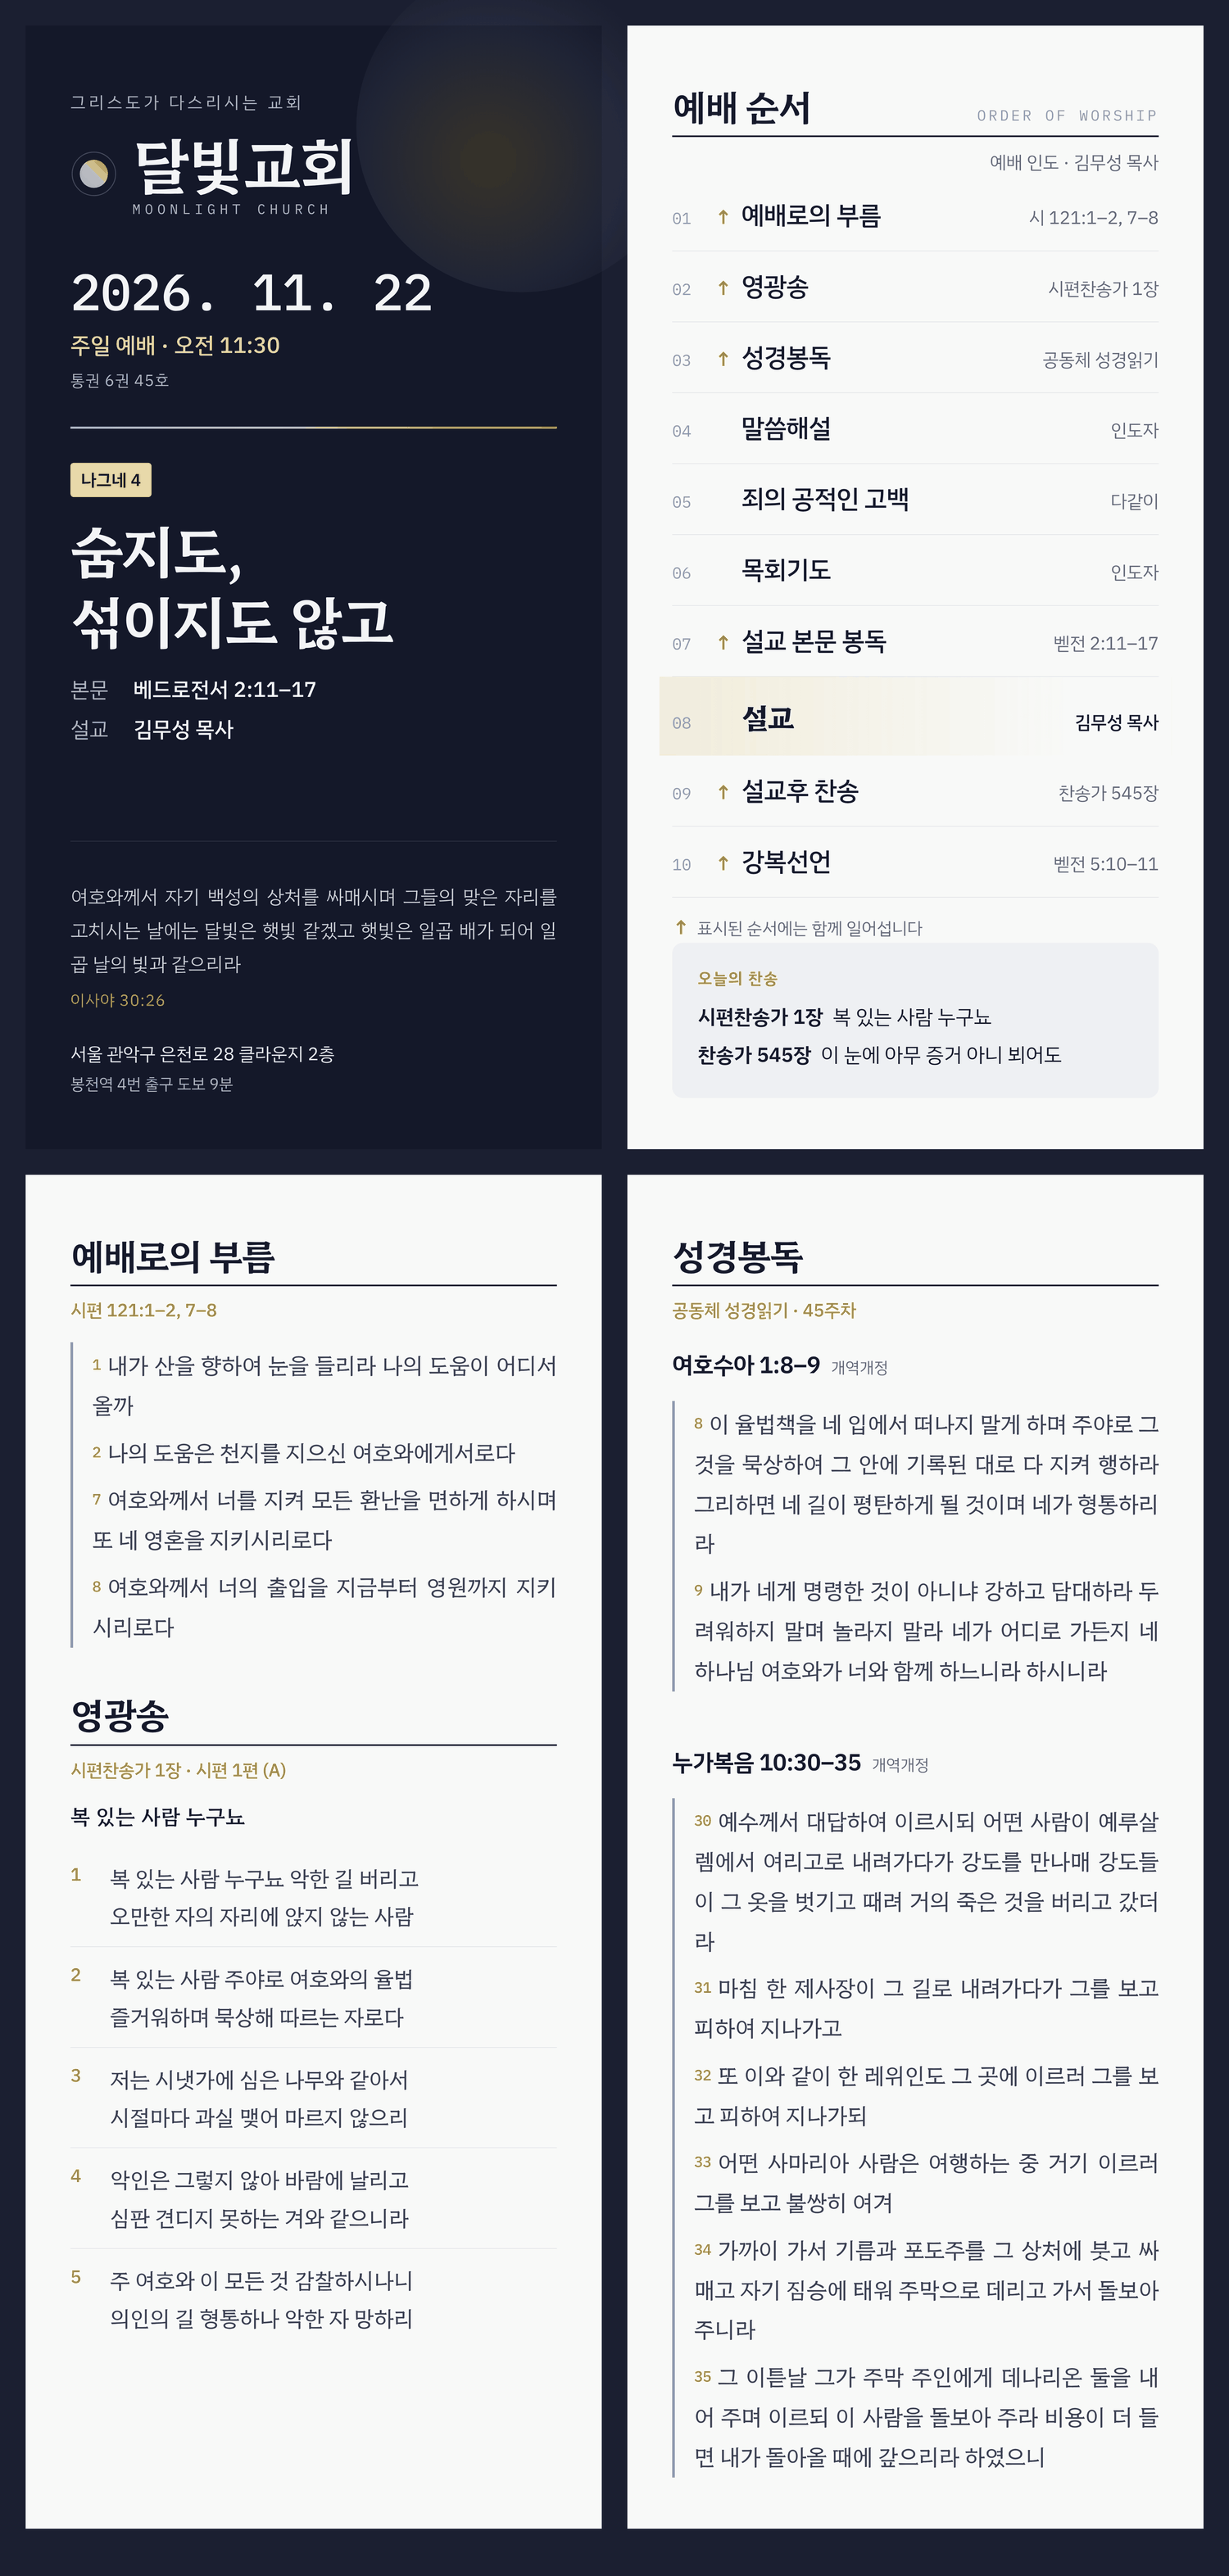 그리스도가 다스리시는 교회
달빛교회
MOONLIGHT CHURCH
2026. 11. 22
주일 예배 · 오전 11:30
통권 6권 45호
나그네 4
숨지도,
섞이지도 않고
본문 베드로전서 2:11–17
설교 김무성 목사
여호와께서 자기 백성의 상처를 싸매시며 그들의 맞은 자리를
고치시는 날에는 달빛은 햇빛 같겠고 햇빛은 일곱 배가 되어 일
곱 날의 빛과 같으리라
이사야 30:26
서울 관악구 은천로 28 클라운지 2층
봉천역 4번 출구 도보 9분
예배 순서 ORDER OF WORSHIP
예배 인도 · 김무성 목사
01 ↑ 예배로의 부름 시 121:1–2, 7–8
02 ↑ 영광송 시편찬송가 1장
03 ↑ 성경봉독 공동체 성경읽기
04 말씀해설 인도자
05 죄의 공적인 고백 다같이
06 목회기도 인도자
07 ↑ 설교 본문 봉독 벧전 2:11–17
08 설교 김무성 목사
09 ↑ 설교후 찬송 찬송가 545장
10 ↑ 강복선언 벧전 5:10–11
↑ 표시된 순서에는 함께 일어섭니다
오늘의 찬송
시편찬송가 1장 복 있는 사람 누구뇨
찬송가 545장 이 눈에 아무 증거 아니 뵈어도
예배로의 부름
시편 121:1–2, 7–8
1 내가 산을 향하여 눈을 들리라 나의 도움이 어디서
올까
2 나의 도움은 천지를 지으신 여호와에게서로다
7 여호와께서 너를 지켜 모든 환난을 면하게 하시며
또 네 영혼을 지키시리로다
8 여호와께서 너의 출입을 지금부터 영원까지 지키
시리로다
영광송
시편찬송가 1장 · 시편 1편 (A)
복 있는 사람 누구뇨
1 복 있는 사람 누구뇨 악한 길 버리고
오만한 자의 자리에 앉지 않는 사람
2 복 있는 사람 주야로 여호와의 율법
즐거워하며 묵상해 따르는 자로다
3 저는 시냇가에 심은 나무와 같아서
시절마다 과실 맺어 마르지 않으리
4 악인은 그렇지 않아 바람에 날리고
심판 견디지 못하는 겨와 같으니라
5 주 여호와 이 모든 것 감찰하시나니
의인의 길 형통하나 악한 자 망하리
성경봉독
공동체 성경읽기 · 45주차
여호수아 1:8–9 개역개정
8 이 율법책을 네 입에서 떠나지 말게 하며 주야로 그
것을 묵상하여 그 안에 기록된 대로 다 지켜 행하라
그리하면 네 길이 평탄하게 될 것이며 네가 형통하리
라
9 내가 네게 명령한 것이 아니냐 강하고 담대하라 두
려워하지 말며 놀라지 말라 네가 어디로 가든지 네
하나님 여호와가 너와 함께 하느니라 하시니라
누가복음 10:30–35 개역개정
30 예수께서 대답하여 이르시되 어떤 사람이 예루살
렘에서 여리고로 내려가다가 강도를 만나매 강도들
이 그 옷을 벗기고 때려 거의 죽은 것을 버리고 갔더
라
31 마침 한 제사장이 그 길로 내려가다가 그를 보고
피하여 지나가고
32 또 이와 같이 한 레위인도 그 곳에 이르러 그를 보
고 피하여 지나가되
33 어떤 사마리아 사람은 여행하는 중 거기 이르러
그를 보고 불쌍히 여겨
34 가까이 가서 기름과 포도주를 그 상처에 붓고 싸
매고 자기 짐승에 태워 주막으로 데리고 가서 돌보아
주니라
35 그 이튿날 그가 주막 주인에게 데나리온 둘을 내
어 주며 이르되 이 사람을 돌보아 주라 비용이 더 들
면 내가 돌아올 때에 갚으리라 하였으니